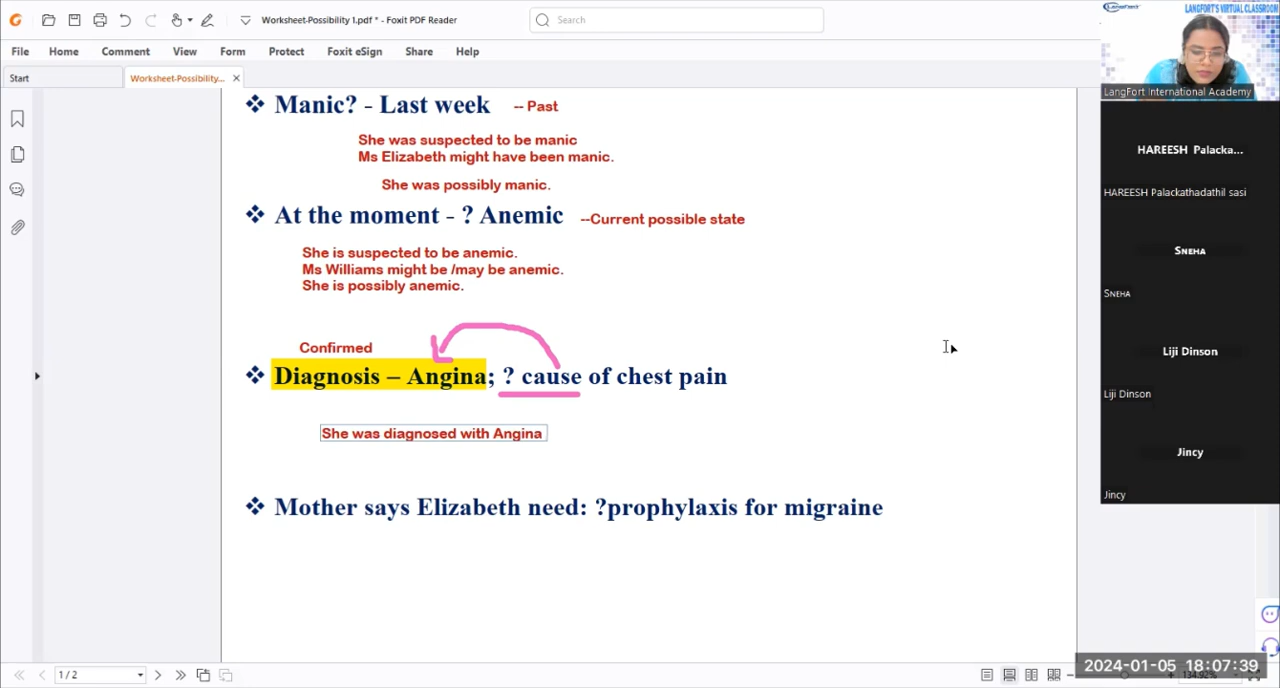 Worksheet-Possibility 1.pdf * - Foxit PDF Reader
Search
LANGFORT'S VIRTUAL CLASSROOM
File Home Comment View Form Protect Foxit eSign Share Help
Start
Worksheet-Possibility...
LangFort International Academy
❖ Manic? - Last week -- Past
She was suspected to be manic
Ms Elizabeth might have been manic.
She was possibly manic.
❖ At the moment - ? Anemic --Current possible state
She is suspected to be anemic.
Ms Williams might be /may be anemic.
She is possibly anemic.
Confirmed
❖ Diagnosis – Angina; ? cause of chest pain
She was diagnosed with Angina
❖ Mother says Elizabeth need: ?prophylaxis for migraine
HAREESH Palacka...
HAREESH Palackathadathil sasi
Sneha
Sneha
Liji Dinson
Liji Dinson
Jincy
Jincy
1 / 2
2024-01-05 18:07:39
134.92%